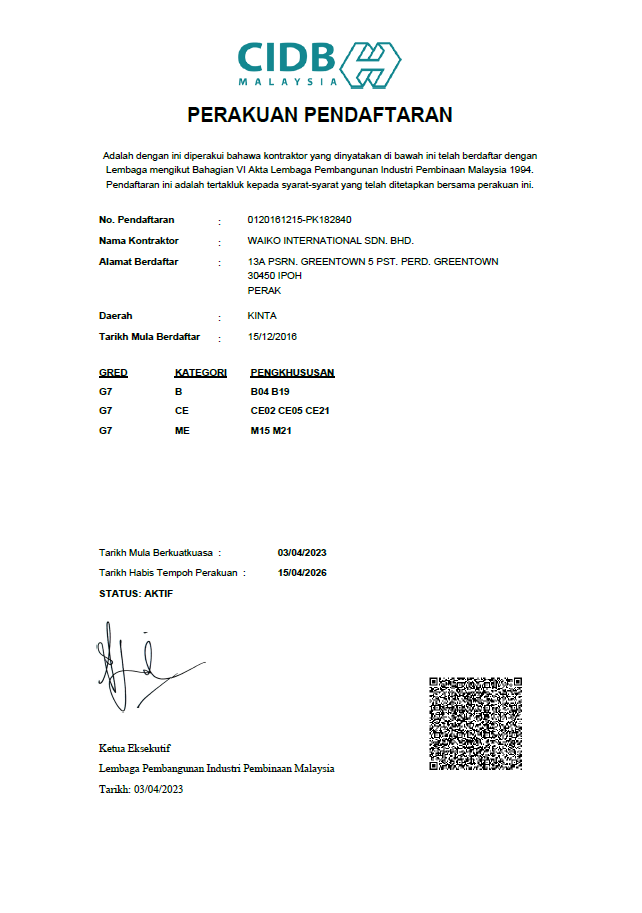 CIDB
MALAYSIA
PERAKUAN PENDAFTARAN
Adalah dengan ini diperakui bahawa kontraktor yang dinyatakan di bawah ini telah berdaftar dengan
Lembaga mengikut Bahagian VI Akta Lembaga Pembangunan Industri Pembinaan Malaysia 1994.
Pendaftaran ini adalah tertakluk kepada syarat-syarat yang telah ditetapkan bersama perakuan ini.
No. Pendaftaran : 0120161215-PK182840
Nama Kontraktor : WAIKO INTERNATIONAL SDN. BHD.
Alamat Berdaftar : 13A PSRN. GREENTOWN 5 PST. PERD. GREENTOWN
30450 IPOH
PERAK
Daerah : KINTA
Tarikh Mula Berdaftar : 15/12/2016
GRED KATEGORI PENGKHUSUSAN
G7 B B04 B19
G7 CE CE02 CE05 CE21
G7 ME M15 M21
Tarikh Mula Berkuatkuasa : 03/04/2023
Tarikh Habis Tempoh Perakuan : 15/04/2026
STATUS: AKTIF
Ketua Eksekutif
Lembaga Pembangunan Industri Pembinaan Malaysia
Tarikh: 03/04/2023